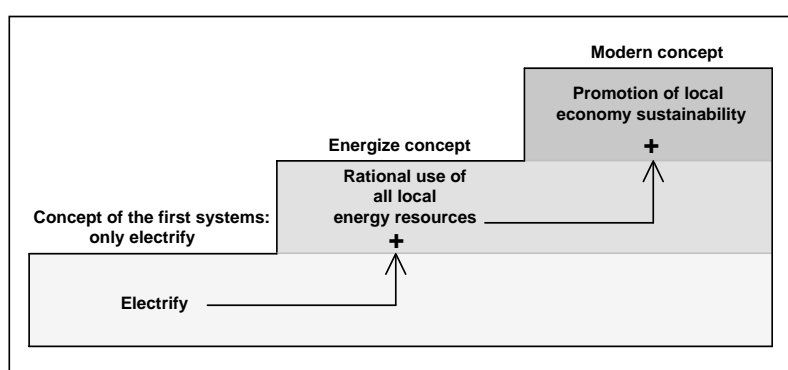 Modern concept
Promotion of local
economy sustainability
+
Energize concept
Rational use of
all local
energy resources
+
Concept of the first systems:
only electrify
Electrify